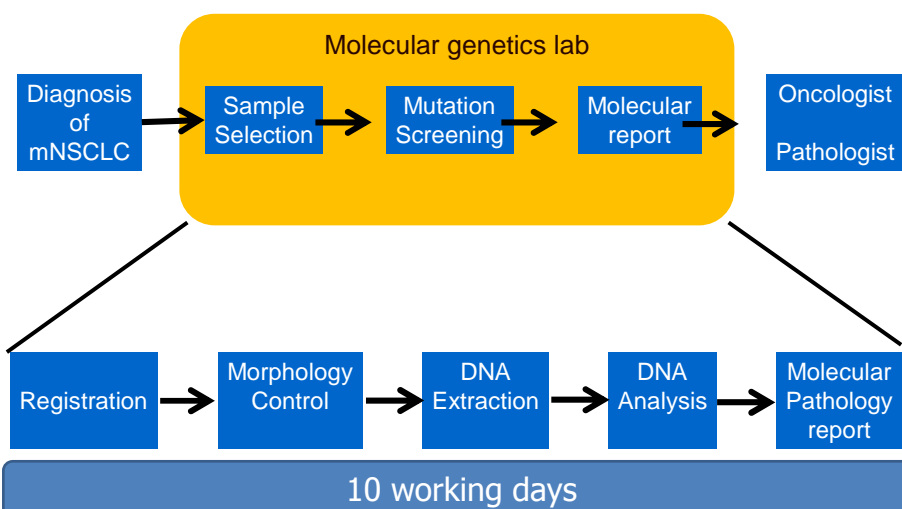 Molecular genetics lab
Diagnosis
of
mNSCLC
Sample
Selection
Mutation
Screening
Molecular
report
Oncologist
Pathologist
Registration
Morphology
Control
DNA
Extraction
DNA
Analysis
Molecular
Pathology
report
10 working days